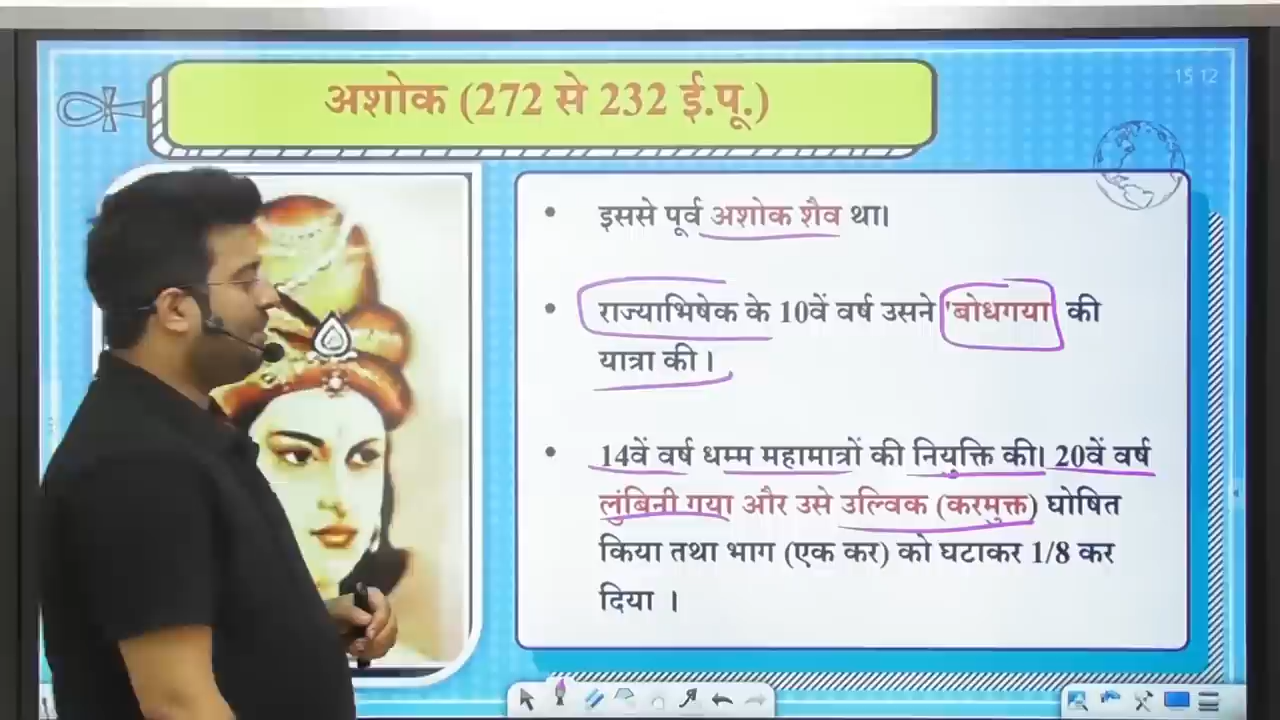 अशोक (272 से 232 ई.पू.)
15 12
• इससे पूर्व अशोक शैव था।
• राज्याभिषेक के 10वें वर्ष उसने 'बोधगया की
यात्रा की ।
• 14वें वर्ष धम्म महामात्रों की नियुक्ति की। 20वें वर्ष
लुंबिनी गया और उसे उल्विक (करमुक्त) घोषित
किया तथा भाग (एक कर) को घटाकर 1/8 कर
दिया ।